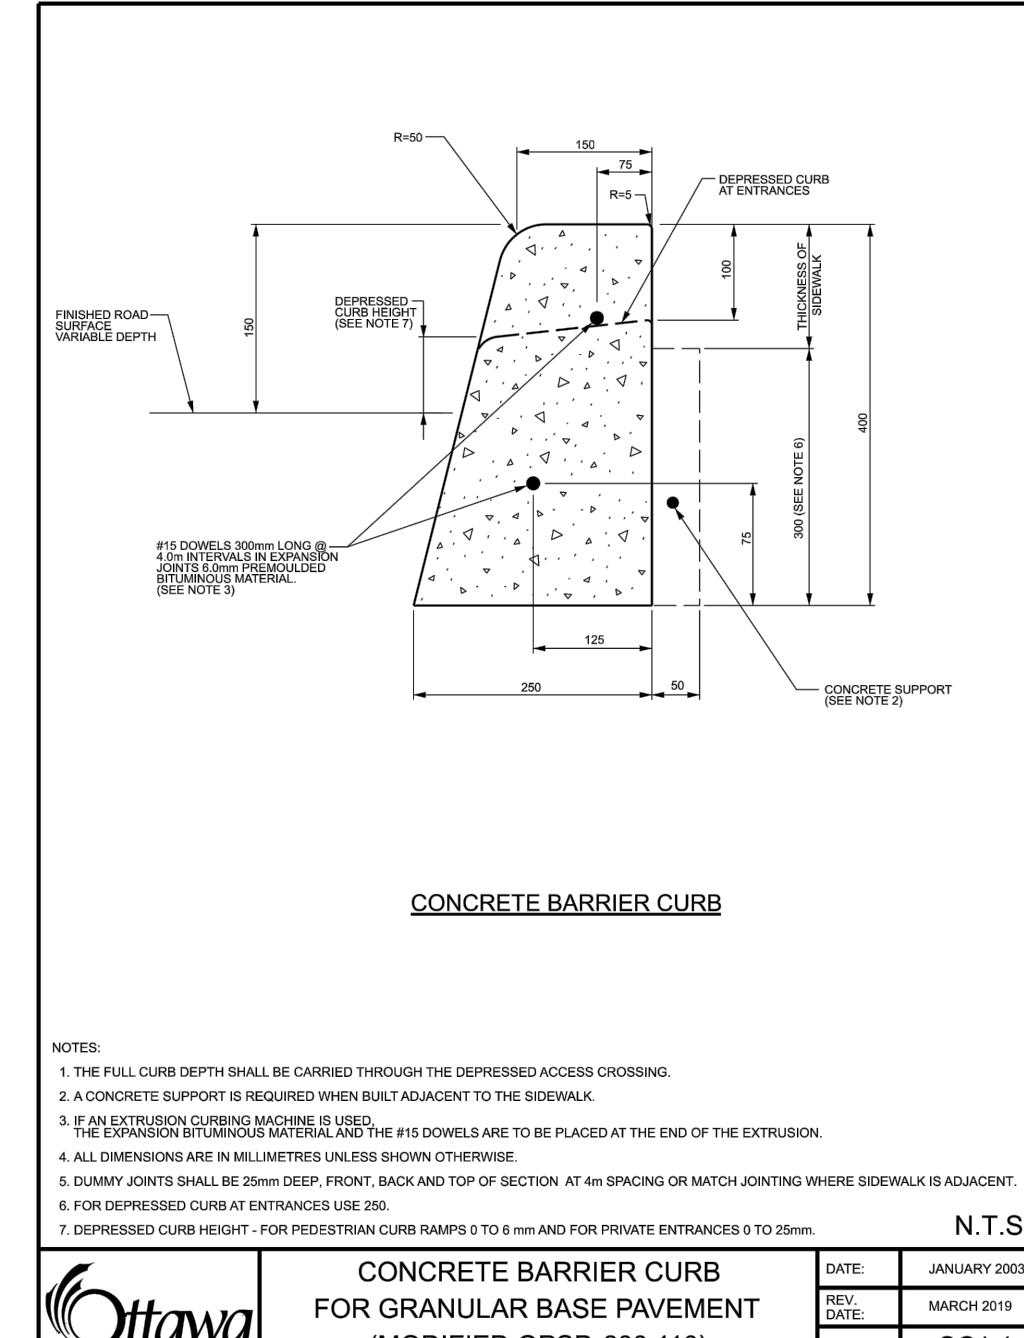 R=50
150
75
R=5
DEPRESSED CURB
AT ENTRANCES
THICKNESS OF
SIDEWALK
100
150
400
DEPRESSED
CURB HEIGHT
(SEE NOTE 7)
FINISHED ROAD
SURFACE
VARIABLE DEPTH
300 (SEE NOTE 6)
75
#15 DOWELS 300mm LONG @
4.0m INTERVALS IN EXPANSION
JOINTS 6.0mm PREMOULDED
BITUMINOUS MATERIAL.
(SEE NOTE 3)
125
250
50
CONCRETE SUPPORT
(SEE NOTE 2)
CONCRETE BARRIER CURB
NOTES:
1. THE FULL CURB DEPTH SHALL BE CARRIED THROUGH THE DEPRESSED ACCESS CROSSING.
2. A CONCRETE SUPPORT IS REQUIRED WHEN BUILT ADJACENT TO THE SIDEWALK.
3. IF AN EXTRUSION CURBING MACHINE IS USED,
THE EXPANSION BITUMINOUS MATERIAL AND THE #15 DOWELS ARE TO BE PLACED AT THE END OF THE EXTRUSION.
4. ALL DIMENSIONS ARE IN MILLIMETRES UNLESS SHOWN OTHERWISE.
5. DUMMY JOINTS SHALL BE 25mm DEEP, FRONT, BACK AND TOP OF SECTION AT 4m SPACING OR MATCH JOINTING WHERE SIDEWALK IS ADJACENT.
6. FOR DEPRESSED CURB AT ENTRANCES USE 250.
7. DEPRESSED CURB HEIGHT - FOR PEDESTRIAN CURB RAMPS 0 TO 6 mm AND FOR PRIVATE ENTRANCES 0 TO 25mm.
N.T.S
Ottawa
CONCRETE BARRIER CURB
FOR GRANULAR BASE PAVEMENT
DATE:
JANUARY 2003
REV.
DATE:
MARCH 2019